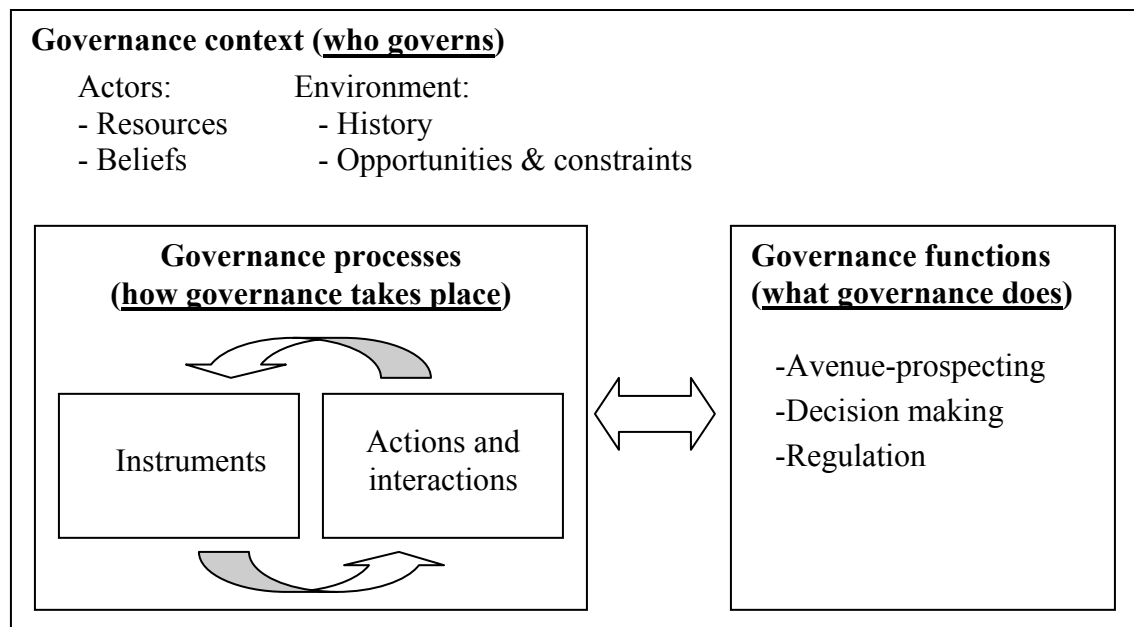 Governance context (who governs)
Actors: Environment:
- Resources - History
- Beliefs - Opportunities & constraints
Governance processes
(how governance takes place)
Instruments
Actions and
interactions
Governance functions
(what governance does)
-Avenue-prospecting
-Decision making
-Regulation